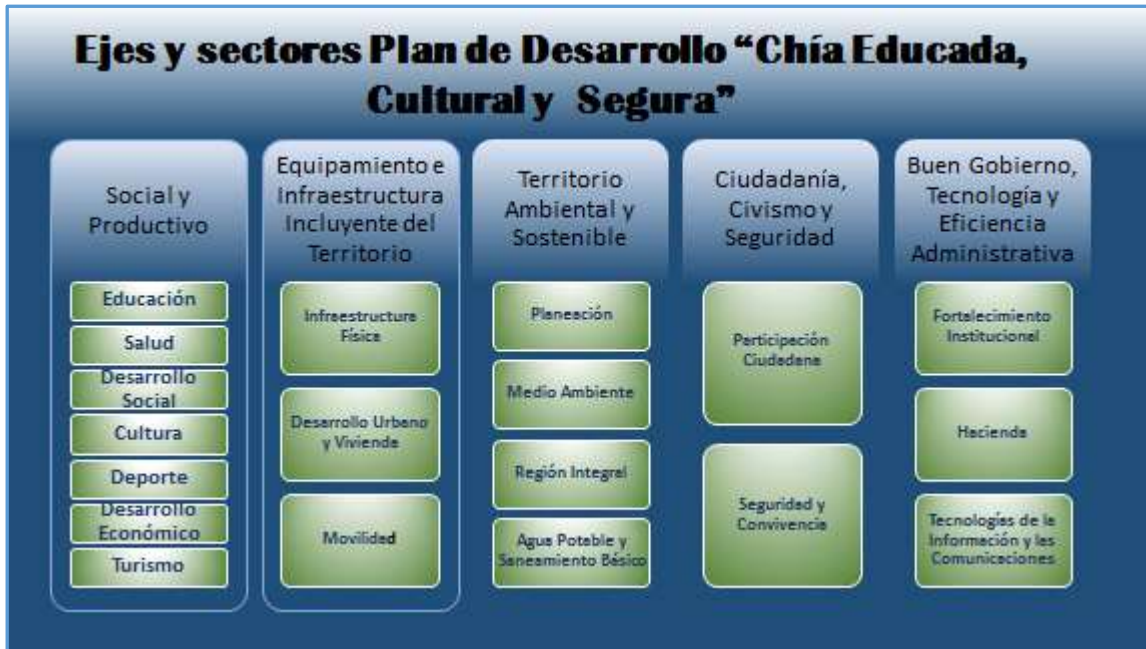 Ejes y sectores Plan de Desarrollo “Chía Educada,
Cultural y Segura”
Social y
Productivo
Educación
Salud
Desarrollo
Social
Cultura
Deporte
Desarrollo
Económico
Turismo
Equipamiento e
Infraestructura
Incluyente del
Territorio
Infraestructura
Física
Desarrollo Urbano
y Vivienda
Movilidad
Territorio
Ambiental y
Sostenible
Planeación
Medio Ambiente
Región Integral
Agua Potable y
Saneamiento Básico
Ciudadanía,
Civismo y
Seguridad
Participación
Ciudadana
Seguridad y
Convivencia
Buen Gobierno,
Tecnología y
Eficiencia
Administrativa
Fortalecimiento
Institucional
Hacienda
Tecnologías de la
Información y las
Comunicaciones